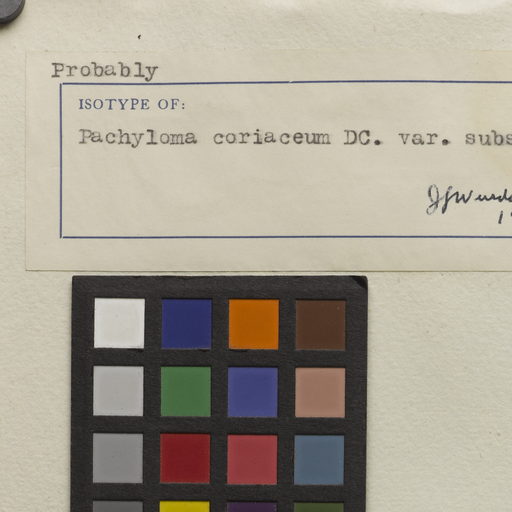 Probably
ISOTYPE OF:
Pachyloma coriaceum DC. var. subs